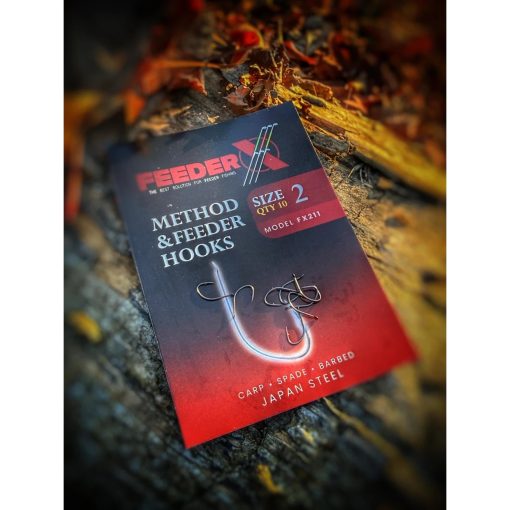 FEEDER X
THE BEST SOLUTION FOR FEEDER FISHING
METHOD
& FEEDER
HOOKS
SIZE 2
QTY 10
MODEL FX211
CARP • SPADE • BARBED
JAPAN STEEL